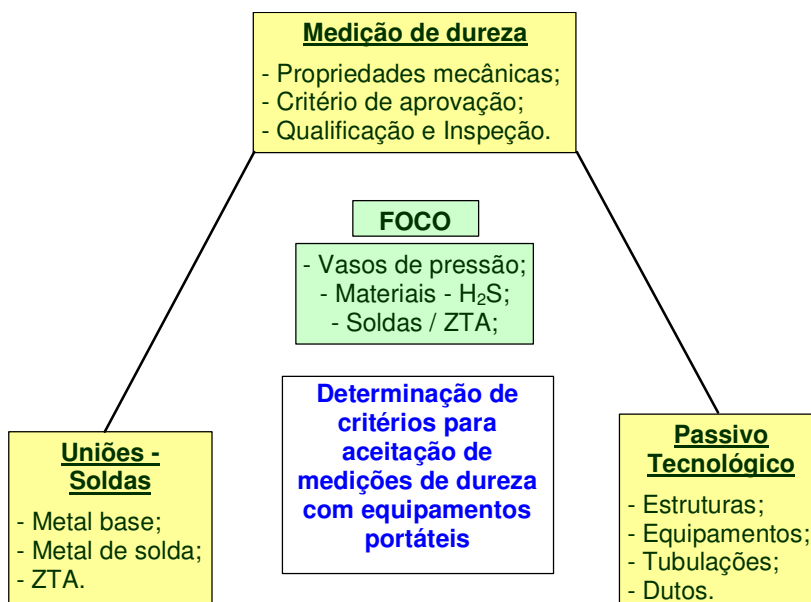 Medição de dureza
- Propriedades mecânicas;
- Critério de aprovação;
- Qualificação e Inspeção.
FOCO
- Vasos de pressão;
- Materiais - H₂S;
- Soldas / ZTA;
Determinação de
critérios para
aceitação de
medições de dureza
com equipamentos
portáteis
Uniões -
Soldas
- Metal base;
- Metal de solda;
- ZTA.
Passivo
Tecnológico
- Estruturas;
- Equipamentos;
- Tubulações;
- Dutos.